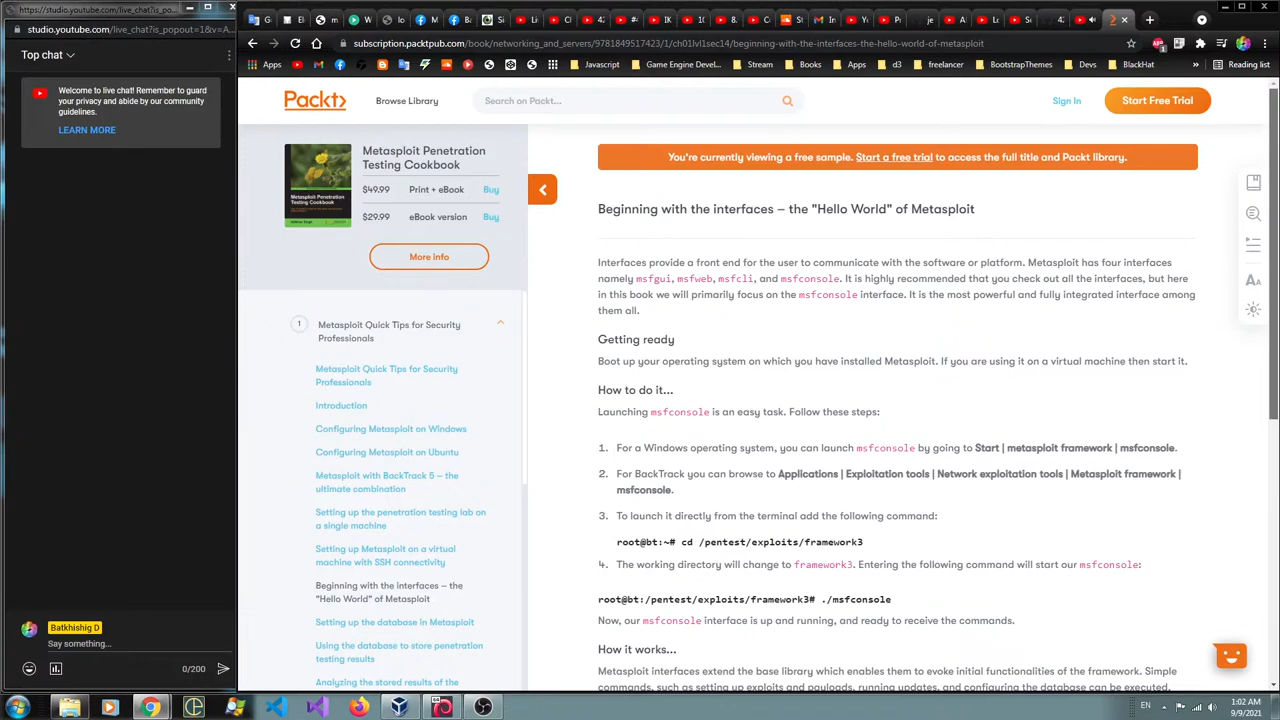 https://studio.youtube.com/live_chat?is_po...
studio.youtube.com/live_chat?is_popout=1&v=A...
Top chat
Welcome to live chat! Remember to guard
your privacy and abide by our community
guidelines.
LEARN MORE
Batkhishig D
Say something...
0/200
subscription.packtpub.com/book/networking_and_servers/9781849517423/1/ch01lvl1sec14/beginning-with-the-interfaces-the-hello-world-of-metasploit
Apps
Javascript
Game Engine Devel...
Stream
Books
Apps
d3
freelancer
BootstrapThemes
Devs
BlackHat
»
Reading list
Packt>
Browse Library
Search on Packt...
Sign In
Start Free Trial
Metasploit Penetration
Testing Cookbook
$49.99 Print + eBook Buy
$29.99 eBook version Buy
More info
1 Metasploit Quick Tips for Security
Professionals
Metasploit Quick Tips for Security
Professionals
Introduction
Configuring Metasploit on Windows
Configuring Metasploit on Ubuntu
Metasploit with BackTrack 5 – the
ultimate combination
Setting up the penetration testing lab on
a single machine
Setting up Metasploit on a virtual
machine with SSH connectivity
Beginning with the interfaces – the
"Hello World" of Metasploit
Setting up the database in Metasploit
Using the database to store penetration
testing results
Analyzing the stored results of the
You're currently viewing a free sample. Start a free trial to access the full title and Packt library.
Beginning with the interfaces – the "Hello World" of Metasploit
Interfaces provide a front end for the user to communicate with the software or platform. Metasploit has four interfaces
namely msfgui, msfweb, msfcli, and msfconsole. It is highly recommended that you check out all the interfaces, but here
in this book we will primarily focus on the msfconsole interface. It is the most powerful and fully integrated interface among
them all.
Getting ready
Boot up your operating system on which you have installed Metasploit. If you are using it on a virtual machine then start it.
How to do it...
Launching msfconsole is an easy task. Follow these steps:
1. For a Windows operating system, you can launch msfconsole by going to Start | metasploit framework | msfconsole.
2. For BackTrack you can browse to Applications | Exploitation tools | Network exploitation tools | Metasploit framework |
msfconsole.
3. To launch it directly from the terminal add the following command:
root@bt:~# cd /pentest/exploits/framework3
4. The working directory will change to framework3. Entering the following command will start our msfconsole:
root@bt:/pentest/exploits/framework3# ./msfconsole
Now, our msfconsole interface is up and running, and ready to receive the commands.
How it works...
Metasploit interfaces extend the base library which enables them to evoke initial functionalities of the framework. Simple
commands, such as setting up exploits and payloads, running updates, and configuring the database can be executed.
EN
1:02 AM
9/9/2021